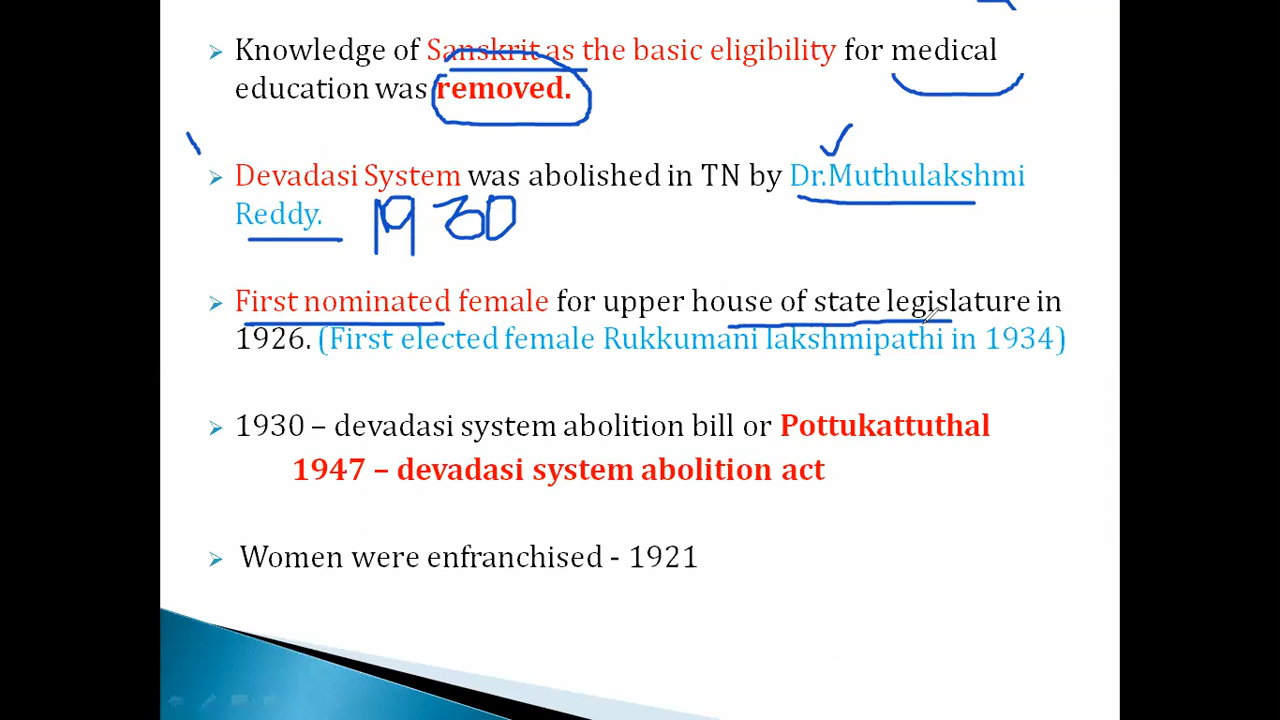 Knowledge of Sanskrit as the basic eligibility for medical
education was removed.
Devadasi System was abolished in TN by Dr.Muthulakshmi
Reddy. 1930
First nominated female for upper house of state legislature in
1926. (First elected female Rukkumani lakshmipathi in 1934)
1930 – devadasi system abolition bill or Pottukattuthal
1947 – devadasi system abolition act
Women were enfranchised - 1921